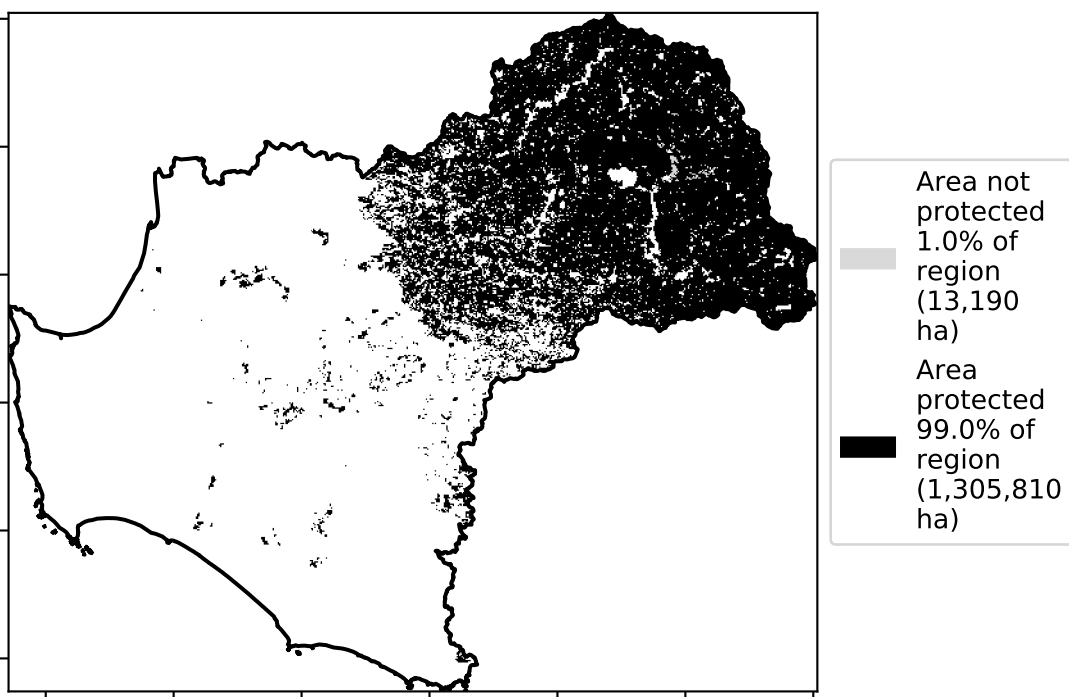 Area not
protected
1.0% of
region
(13,190
ha)
Area
protected
99.0% of
region
(1,305,810
ha)